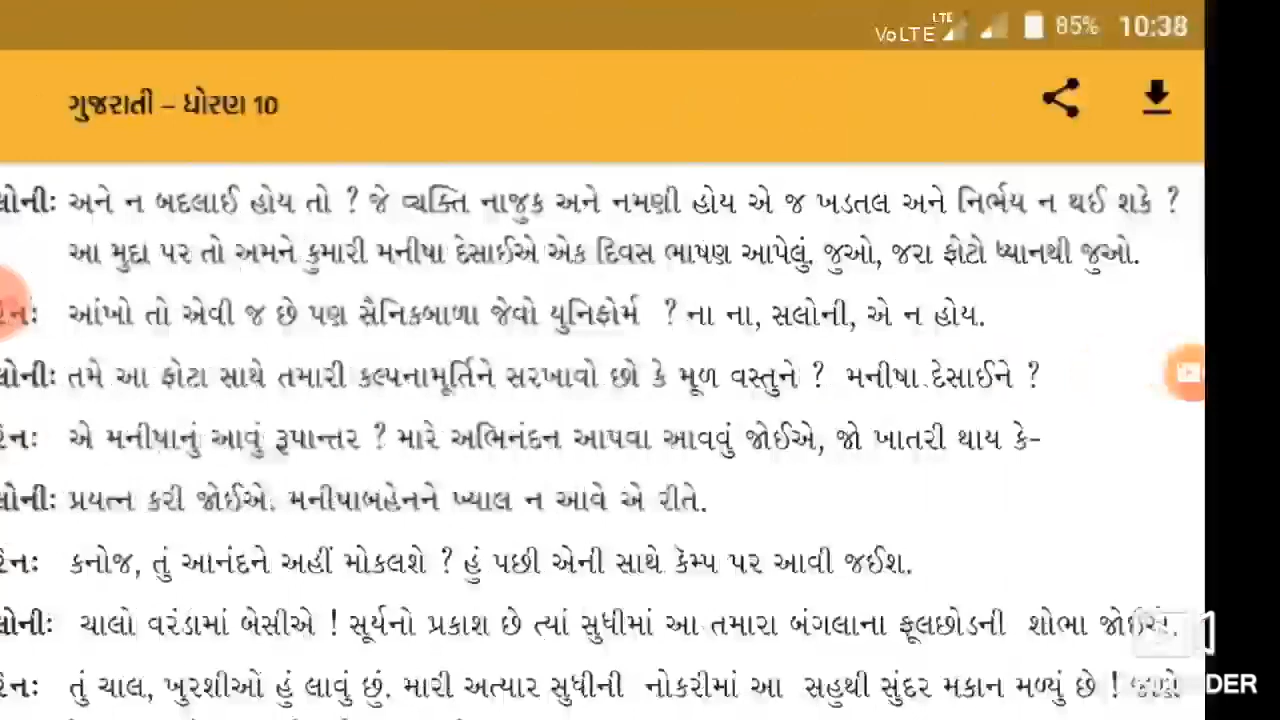 LTE
VoLTE 85% 10:38
ગુજરાતી – ધોરણ 10
લોનીઃ અને ન બદલાઈ હોય તો ? જે વ્યક્તિ નાજુક અને નમણી હોય એ જ ખડતલ અને નિર્ભય ન થઈ શકે ?
આ મુદ્દા પર તો અમને કુમારી મનીષા દેસાઈએ એક દિવસ ભાષણ આપેલું. જુઓ, જરા ફોટો ધ્યાનથી જુઓ.
રેનઃ આંખો તો એવી જ છે પણ સૈનિકબાળા જેવો યુનિફોર્મ ? ના ના, સલોની, એ ન હોય.
લોનીઃ તમે આ ફોટા સાથે તમારી કલ્પનામૂર્તિને સરખાવો છો કે મૂળ વસ્તુને ? મનીષા દેસાઈને ?
રેનઃ એ મનીષાનું આવું રૂપાન્તર ? મારે અભિનંદન આપવા આવવું જોઈએ, જો ખાતરી થાય કે-
લોનીઃ પ્રયત્ન કરી જોઈએ. મનીષાબહેનને ખ્યાલ ન આવે એ રીતે.
રેનઃ કનોજ, તું આનંદને અહીં મોકલશે ? હું પછી એની સાથે કૅમ્પ પર આવી જઈશ.
લોનીઃ ચાલો વરંડામાં બેસીએ ! સૂર્યનો પ્રકાશ છે ત્યાં સુધીમાં આ તમારા બંગલાના ફૂલછોડની શોભા જોઈએ.
રેનઃ તું ચાલ, ખુરશીઓ હું લાવું છું. મારી અત્યાર સુધીની નોકરીમાં આ સહુથી સુંદર મકાન મળ્યું છે !
DER